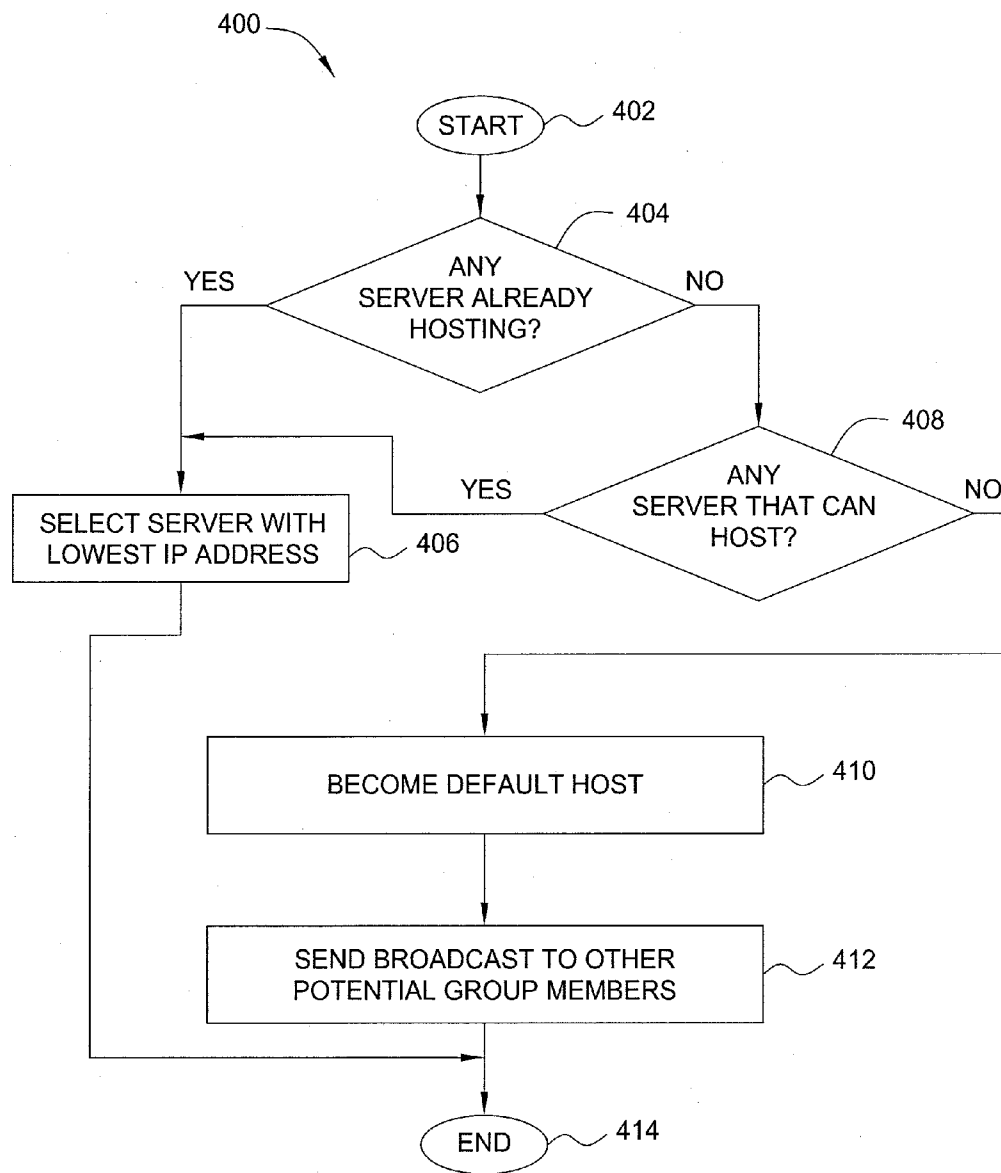 400
START
402
404
YES
ANY
SERVER ALREADY
HOSTING?
NO
408
YES
ANY
SERVER THAT CAN
HOST?
NO
SELECT SERVER WITH
LOWEST IP ADDRESS
406
BECOME DEFAULT HOST
410
SEND BROADCAST TO OTHER
POTENTIAL GROUP MEMBERS
412
END
414